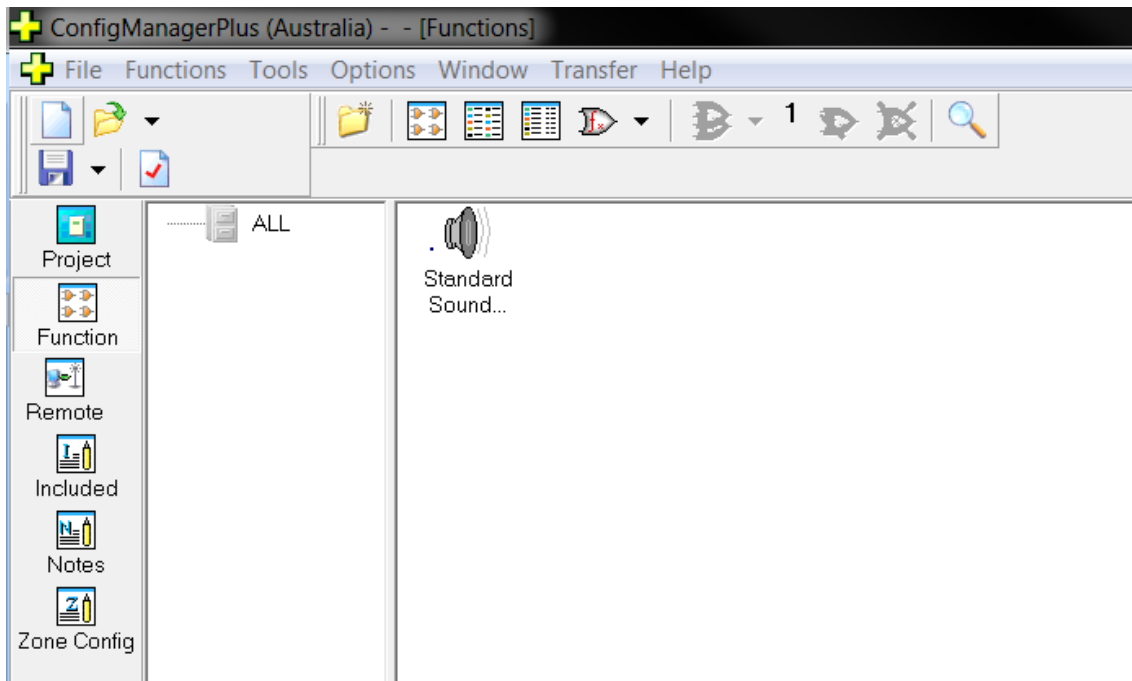 ConfigManagerPlus (Australia) - - [Functions]
File Functions Tools Options Window Transfer Help
1
Project
Function
Remote
Included
Notes
Zone Config
ALL
Standard
Sound...